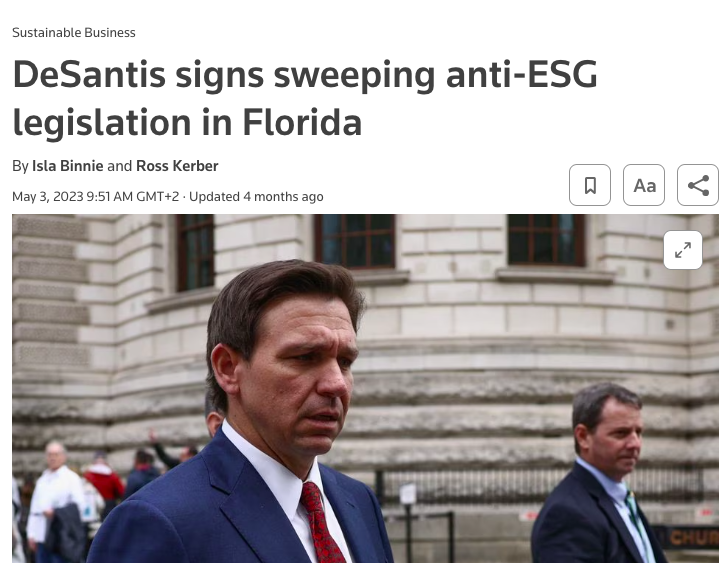 Sustainable Business
DeSantis signs sweeping anti-ESG
legislation in Florida
By Isla Binnie and Ross Kerber
May 3, 2023 9:51 AM GMT+2 · Updated 4 months ago
Aa
CHUR